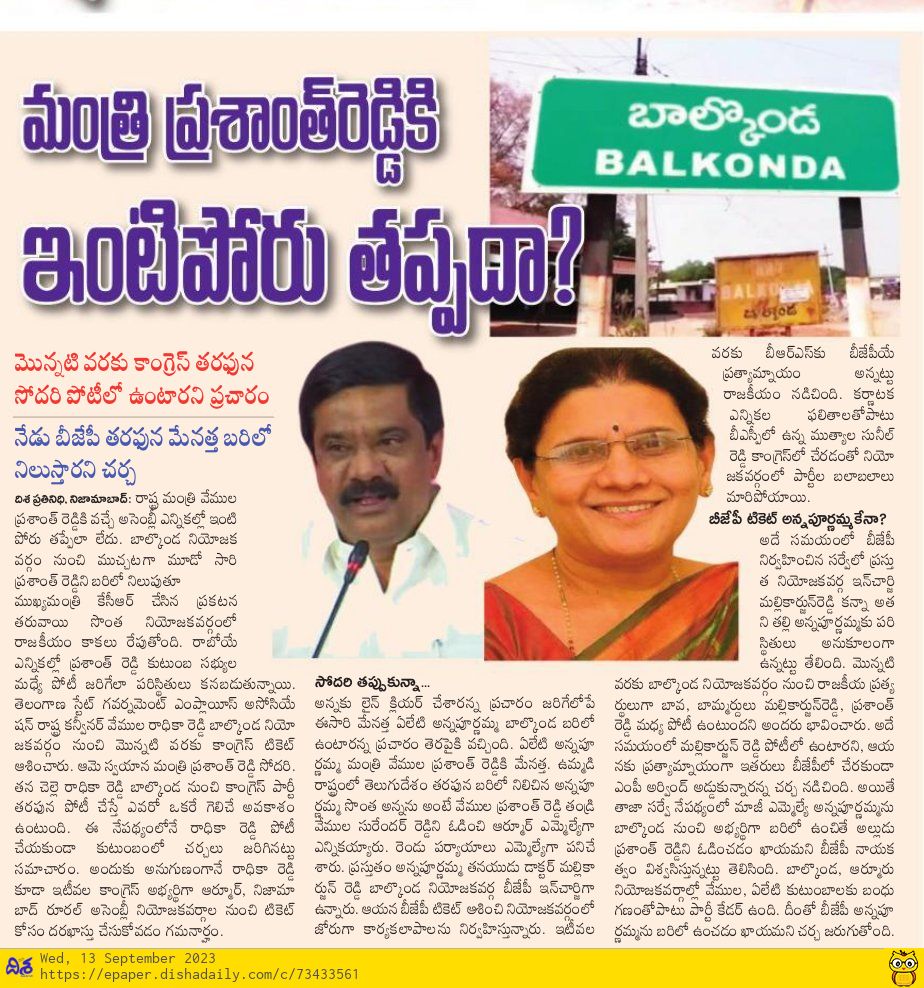 మంత్రి ప్రశాంత్‌రెడ్డికి
ఇంటిపోరు తప్పదా?
బాల్కొండ
BALKONDA
BALKONDA
బాల్కొండ
మొన్నటి వరకు కాంగ్రెస్ తరఫున
సోదరి పోటీలో ఉంటారని ప్రచారం
నేడు బీజేపీ తరఫున మేనత్త బరిలో
నిలుస్తారని చర్చ
దిశ ప్రతినిధి, నిజామాబాద్: రాష్ట్ర మంత్రి వేముల
ప్రశాంత్ రెడ్డికి వచ్చే అసెంబ్లీ ఎన్నికల్లో ఇంటి
పోరు తప్పేలా లేదు. బాల్కొండ నియోజక
వర్గం నుంచి ముచ్చటగా మూడో సారి
ప్రశాంత్ రెడ్డిని బరిలో నిలుపుతూ
ముఖ్యమంత్రి కేసీఆర్ చేసిన ప్రకటన
తరువాయి సొంత నియోజకవర్గంలో
రాజకీయం కాకలు రేపుతోంది. రాబోయే
ఎన్నికల్లో ప్రశాంత్ రెడ్డి కుటుంబ సభ్యుల
మధ్యే పోటీ జరిగేలా పరిస్థితులు కనబడుతున్నాయి.
తెలంగాణ స్టేట్ గవర్నమెంట్ ఎంప్లాయీస్ అసోసియే
షన్ రాష్ట్ర కన్వీనర్ వేముల రాధికా రెడ్డి బాల్కొండ నియో
జకవర్గం నుంచి మొన్నటి వరకు కాంగ్రెస్ టికెట్
ఆశించారు. ఆమె స్వయాన మంత్రి ప్రశాంత్ రెడ్డి సోదరి.
తన చెల్లె రాధికా రెడ్డి బాల్కొండ నుంచి కాంగ్రెస్ పార్టీ
తరఫున పోటీ చేస్తే ఎవరో ఒకరే గెలిచే అవకాశం
ఉంటుంది. ఈ నేపథ్యంలోనే రాధికా రెడ్డి పోటీ
చేయకుండా కుటుంబంలో చర్చలు జరిగినట్టు
సమాచారం. అందుకు అనుగుణంగానే రాధికా రెడ్డి
కూడా ఇటీవల కాంగ్రెస్ అభ్యర్థిగా ఆర్మూర్, నిజామా
బాద్ రూరల్ అసెంబ్లీ నియోజకవర్గాల నుంచి టికెట్
కోసం దరఖాస్తు చేసుకోవడం గమనార్హం.
సోదరి తప్పుకున్నా...
అన్నకు లైన్ క్లియర్ చేశారన్న ప్రచారం జరిగేలోపే
ఈసారి మేనత్త ఏలేటి అన్నపూర్ణమ్మ బాల్కొండ బరిలో
ఉంటారన్న ప్రచారం తెరపైకి వచ్చింది. ఏలేటి అన్నపూ
ర్ణమ్మ మంత్రి వేముల ప్రశాంత్ రెడ్డికి మేనత్త. ఉమ్మడి
రాష్ట్రంలో తెలుగుదేశం తరపున బరిలో నిలిచిన అన్నపూ
ర్ణమ్మ సొంత అన్నను అంటే వేముల ప్రశాంత్ రెడ్డి తండ్రి
వేముల సురేందర్ రెడ్డిని ఓడించి ఆర్మూర్ ఎమ్మెల్యేగా
ఎన్నికయ్యారు. రెండు పర్యాయాలు ఎమ్మెల్యేగా పనిచే
శారు. ప్రస్తుతం అన్నపూర్ణమ్మ తనయుడు డాక్టర్ మల్లికా
ర్జున్ రెడ్డి బాల్కొండ నియోజకవర్గ బీజేపీ ఇన్‌చార్జిగా
ఉన్నారు. ఆయన బీజేపీ టికెట్ ఆశించి నియోజకవర్గంలో
జోరుగా కార్యకలాపాలను నిర్వహిస్తున్నారు. ఇటీవల
వరకు బీఆర్ఎస్‌కు బీజేపీయే
ప్రత్యామ్నాయం అన్నట్టు
రాజకీయం నడిచింది. కర్ణాటక
ఎన్నికల ఫలితాలతోపాటు
బీఎస్పీలో ఉన్న ముత్యాల సునీల్
రెడ్డి కాంగ్రెస్‌లో చేరడంతో నియో
జకవర్గంలో పార్టీల బలాబలాలు
మారిపోయాయి.
బీజేపీ టికెట్ అన్నపూర్ణమ్మకేనా?
అదే సమయంలో బీజేపీ
నిర్వహించిన సర్వేలో ప్రస్తు
త నియోజకవర్గ ఇన్‌చార్జి
మల్లికార్జున్‌రెడ్డి కన్నా అత
ని తల్లి అన్నపూర్ణమ్మకు పరి
స్థితులు అనుకూలంగా
ఉన్నట్టు తేలింది. మొన్నటి
వరకు బాల్కొండ నియోజకవర్గం నుంచి రాజకీయ ప్రత్య
ర్థులుగా బావ, బామ్మర్దులు మల్లికార్జున్‌రెడ్డి, ప్రశాంత్
రెడ్డి మధ్య పోటీ ఉంటుందని అందరు భావించారు. అదే
సమయంలో మల్లికార్జున్ రెడ్డి పోటీలో ఉంటారని, ఆయ
నకు ప్రత్యామ్నాయంగా ఇతరులు బీజేపీలో చేరకుండా
ఎంపీ అర్వింద్ అడ్డుకున్నారన్న చర్చ నడిచింది. అయితే
తాజా సర్వే నేపథ్యంలో మాజీ ఎమ్మెల్యే అన్నపూర్ణమ్మను
బాల్కొండ నుంచి అభ్యర్థిగా బరిలో ఉంచితే అల్లుడు
ప్రశాంత్ రెడ్డిని ఓడించడం ఖాయమని బీజేపీ నాయక
త్వం విశ్వసిస్తున్నట్టు తెలిసింది. బాల్కొండ, ఆర్మూరు
నియోజకవర్గాల్లో వేముల, ఏలేటి కుటుంబాలకు బంధు
గణంతోపాటు పార్టీ కేడర్ ఉంది. దీంతో బీజేపీ అన్నపూ
ర్ణమ్మను బరిలో ఉంచడం ఖాయమని చర్చ జరుగుతోంది.
దిశ
Wed, 13 September 2023
https://epaper.dishadaily.com/c/73433561